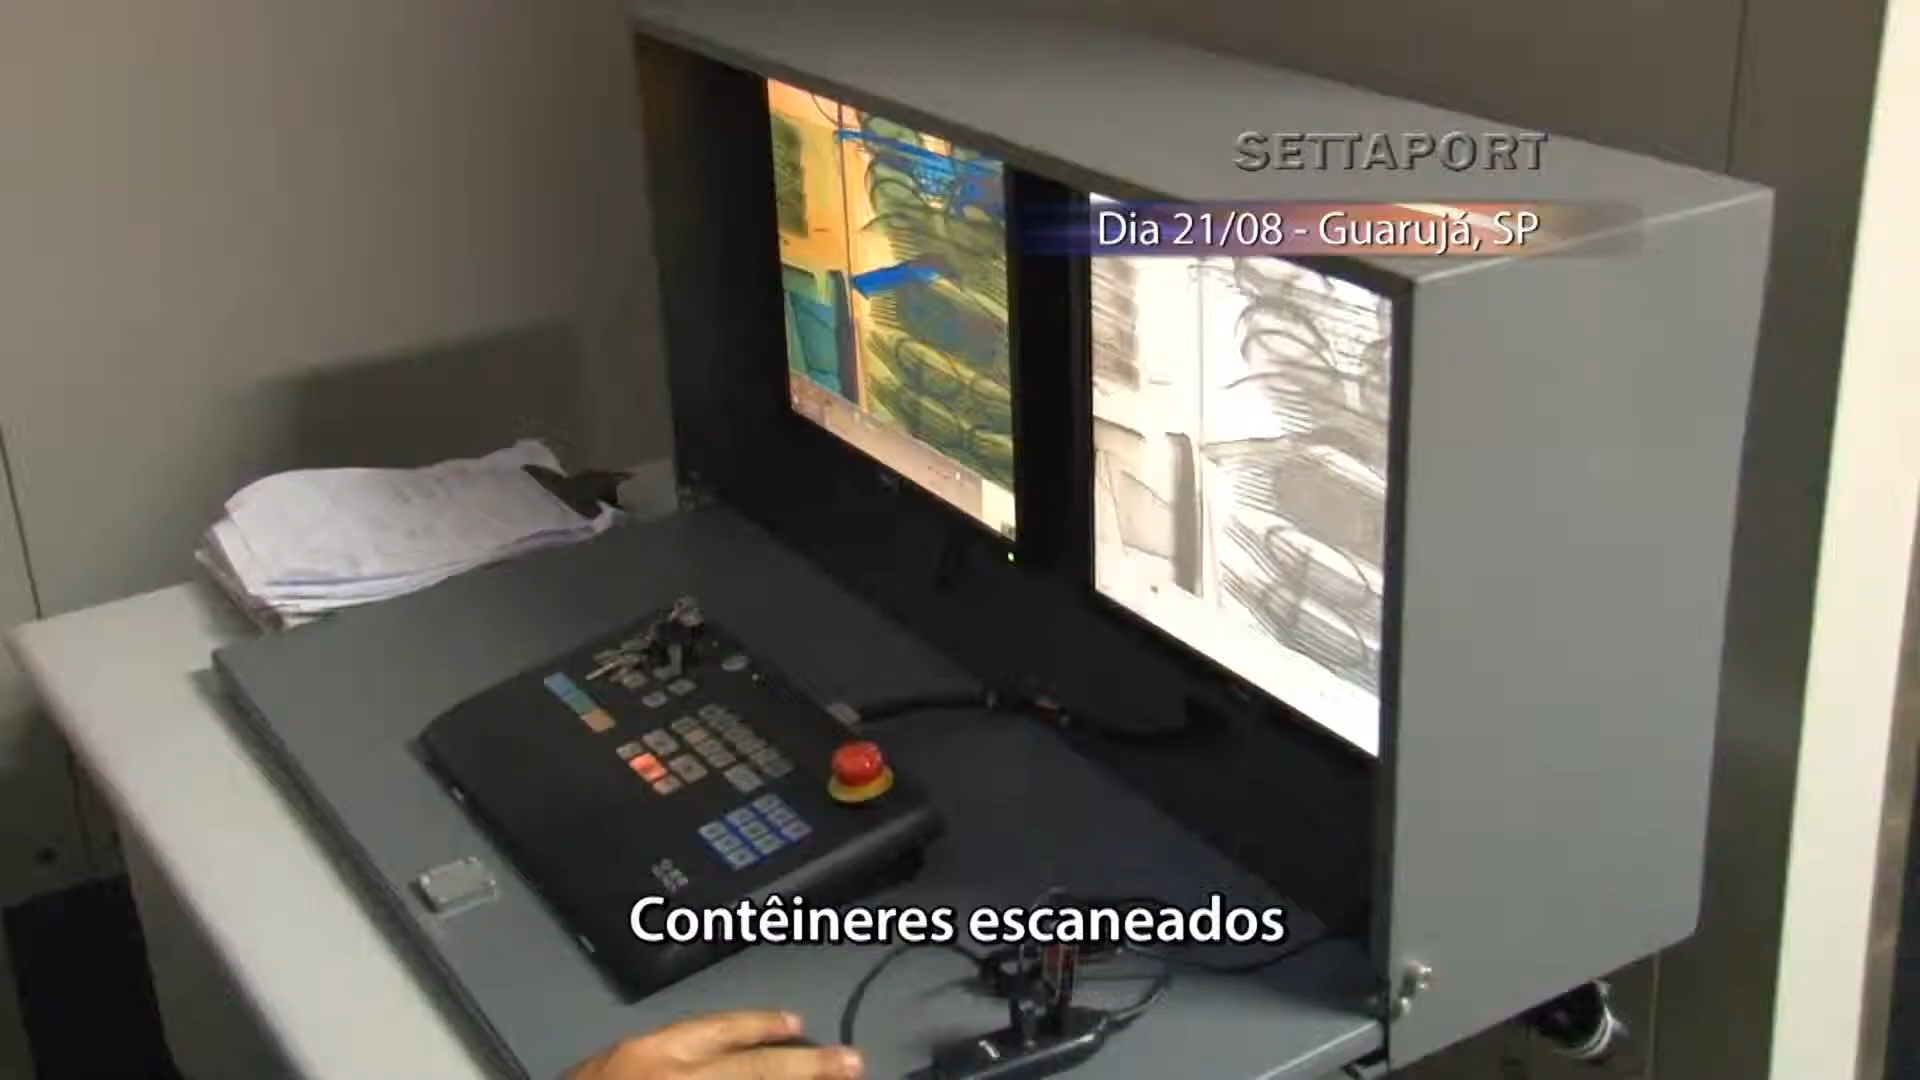 SETTAPORT
Dia 21/08 - Guarujá, SP
Contêineres escaneados